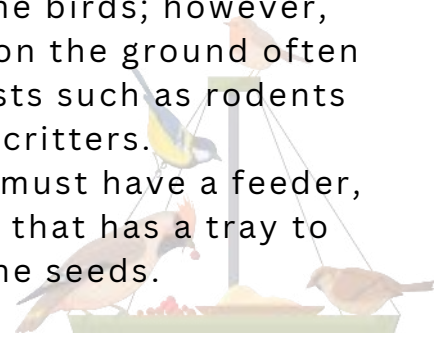 he birds; however,
on the ground often
sts such as rodents
critters.
must have a feeder,
that has a tray to
he seeds.